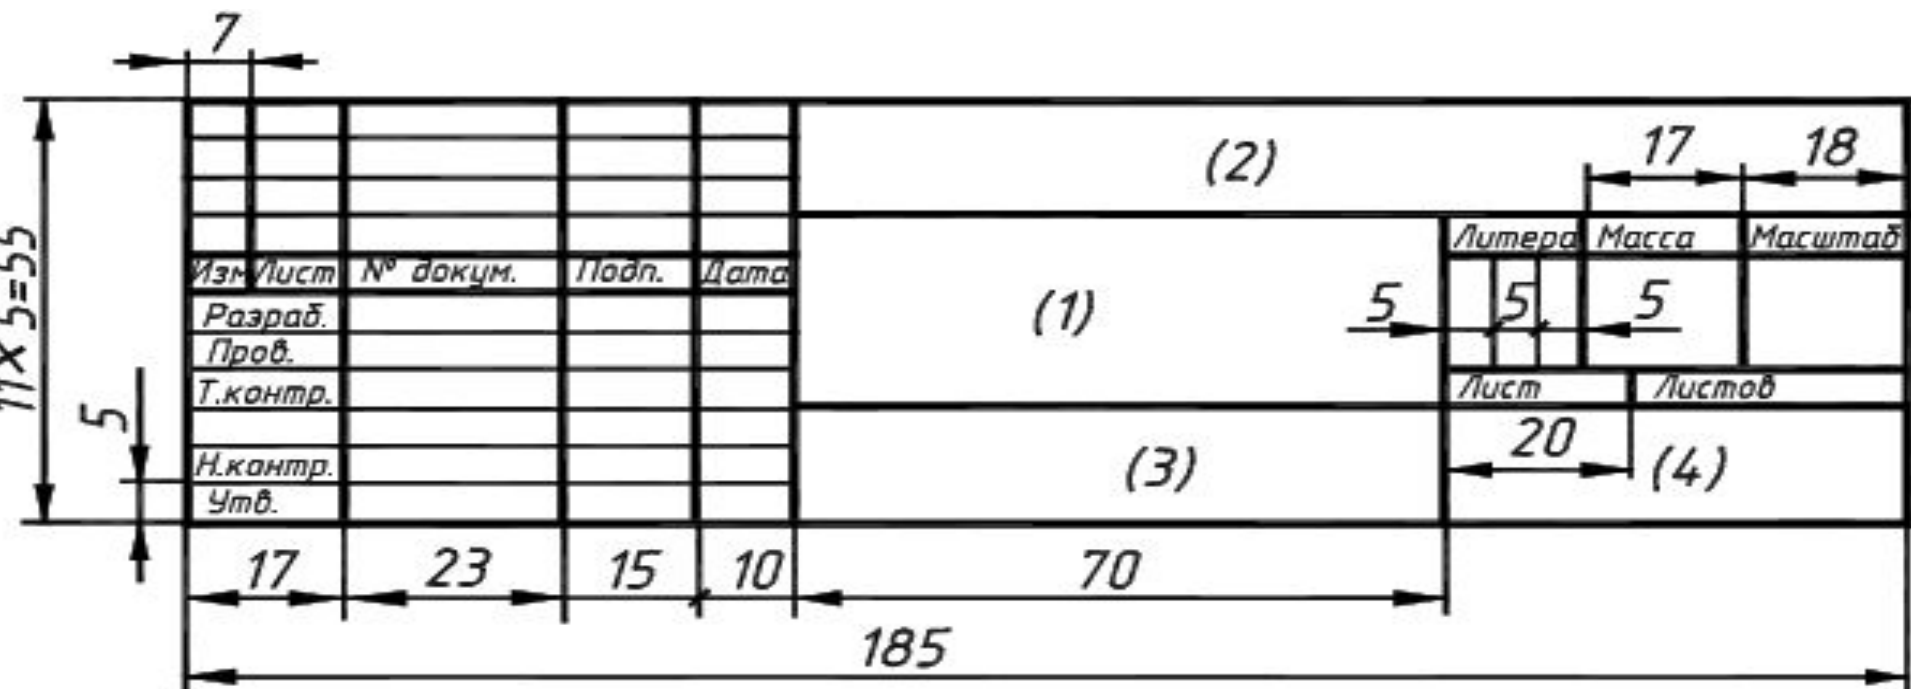 7
(2)
17 18
Литера Масса Масштаб
Изм Лист № докум. Подп. Дата
11×5=55
(1)
5 5 5
Разраб.
Пров.
Т.контр.
Лист Листов
5
20
(3)
(4)
Н.контр.
Утв.
17 23 15 10 70
185